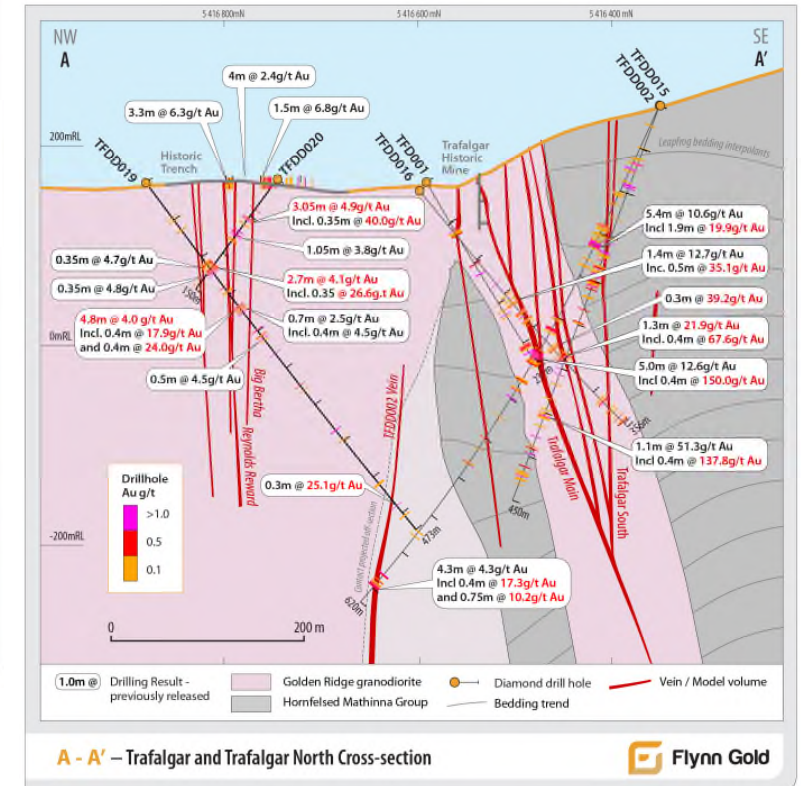 5 416 800mN
5 416 600mN
5 416 400mN
NW
A
SE
A'
TFDD015
TFDD002
4m @ 2.4g/t Au
3.3m @ 6.3g/t Au
1.5m @ 6.8g/t Au
200mRL
TFDD019
Historic
Trench
TFDD020
TFDD001
TFDD016
Trafalgar
Historic
Mine
Leapfing bedding interpolants
3.05m @ 4.9g/t Au
Incl. 0.35m @ 40.0g/t Au
5.4m @ 10.6g/t Au
Incl 1.9m @ 19.9g/t Au
1.05m @ 3.8g/t Au
0.35m @ 4.7g/t Au
1.4m @ 12.7g/t Au
Inc. 0.5m @ 35.1g/t Au
0.35m @ 4.8g/t Au
150m
2.7m @ 4.1g/t Au
Incl. 0.35 @ 26.6g.t Au
0.3m @ 39.2g/t Au
4.8m @ 4.0 g/t Au
Incl. 0.4m @ 17.9g/t Au
and 0.4m @ 24.0g/t Au
0.7m @ 2.5g/t Au
Incl. 0.4m @ 4.5g/t Au
1.3m @ 21.9g/t Au
Incl. 0.4m @ 67.6g/t Au
0mRL
5.0m @ 12.6g/t Au
Incl 0.4m @ 150.0g/t Au
0.5m @ 4.5g/t Au
Big Bertha
Reynolds Reward
TFDD002 Vein
256m
1.1m @ 51.3g/t Au
Incl 0.4m @ 137.8g/t Au
Trafalgar Main
Trafalgar South
Drillhole
Au g/t
>1.0
0.5
0.1
0.3m @ 25.1g/t Au
450m
-200mRL
473m
Contact projected off-section
4.3m @ 4.3g/t Au
Incl 0.4m @ 17.3g/t Au
and 0.75m @ 10.2g/t Au
620m
0
200 m
1.0m @
Drilling Result -
previously released
Golden Ridge granodiorite
Hornfelsed Mathinna Group
Diamond drill hole
Bedding trend
Vein / Model volume
A - A' – Trafalgar and Trafalgar North Cross-section
Flynn Gold